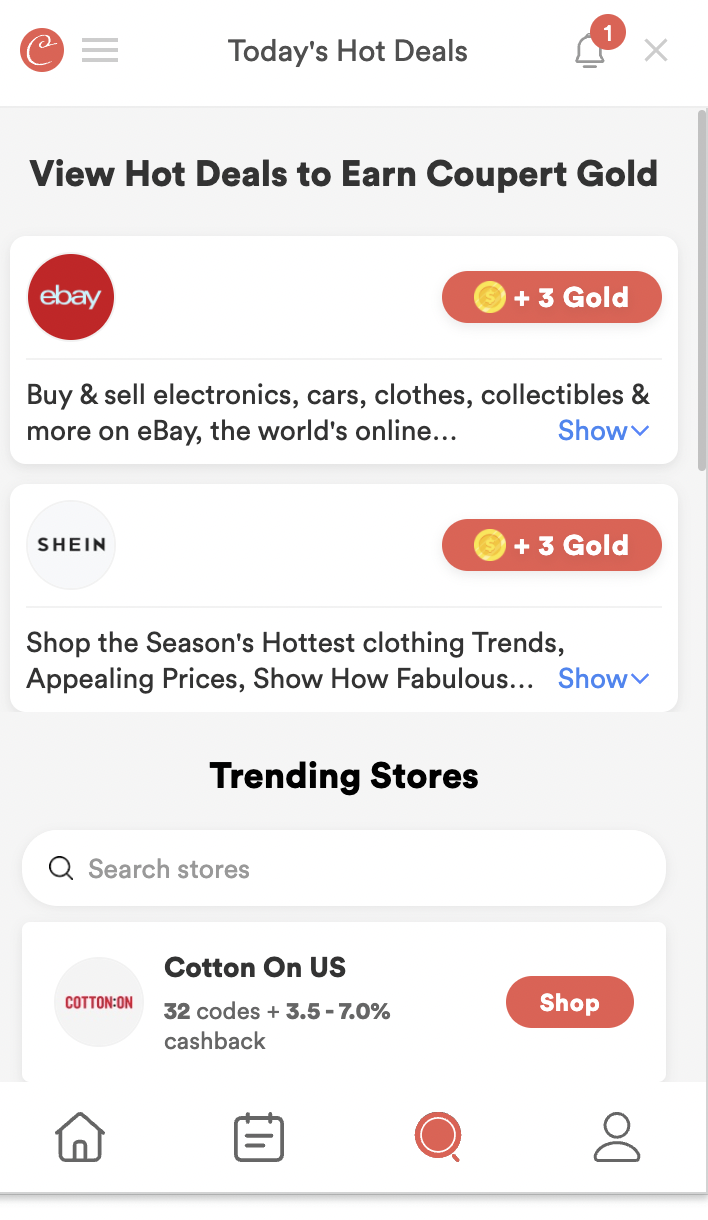 Today's Hot Deals
1
View Hot Deals to Earn Coupert Gold
ebay
+ 3 Gold
Buy & sell electronics, cars, clothes, collectibles &
more on eBay, the world's online...
Show
SHEIN
+ 3 Gold
Shop the Season's Hottest clothing Trends,
Appealing Prices, Show How Fabulous...
Show
Trending Stores
Search stores
COTTON:ON
Cotton On US
32 codes + 3.5 - 7.0%
cashback
Shop